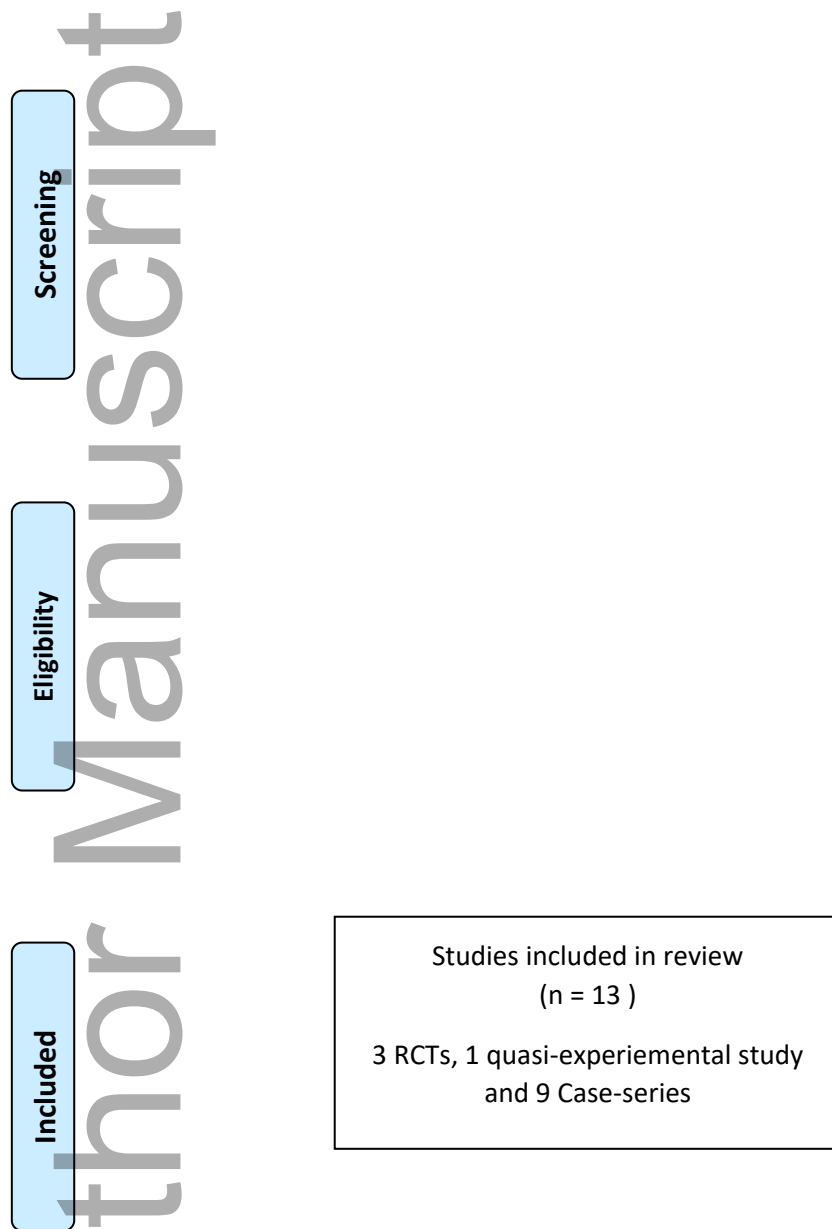 Screening
Eligibility
Included
thor Manuscript
Studies included in review
(n = 13 )
3 RCTs, 1 quasi-experiemental study
and 9 Case-series